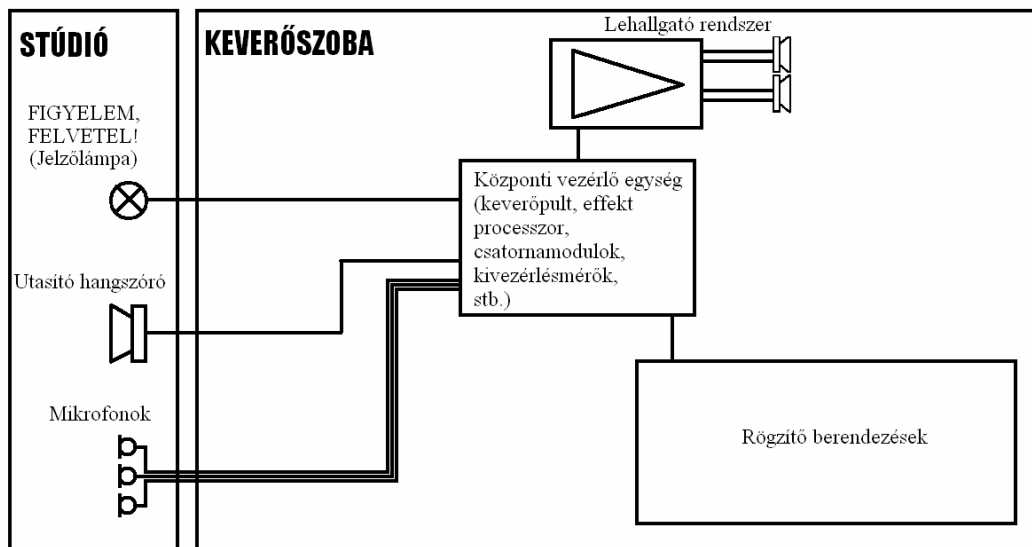 STÚDIÓ
FIGYELEM,
FELVETEL!
(Jelzőlámpa)
Utasító hangszóró
Mikrofonok
KEVERŐSZOBA
Lehallgató rendszer
Központi vezérlő egység
(keverőpult, effekt
processzor,
csatornamodulok,
kivezérlésmérők,
stb.)
Rögzítő berendezések